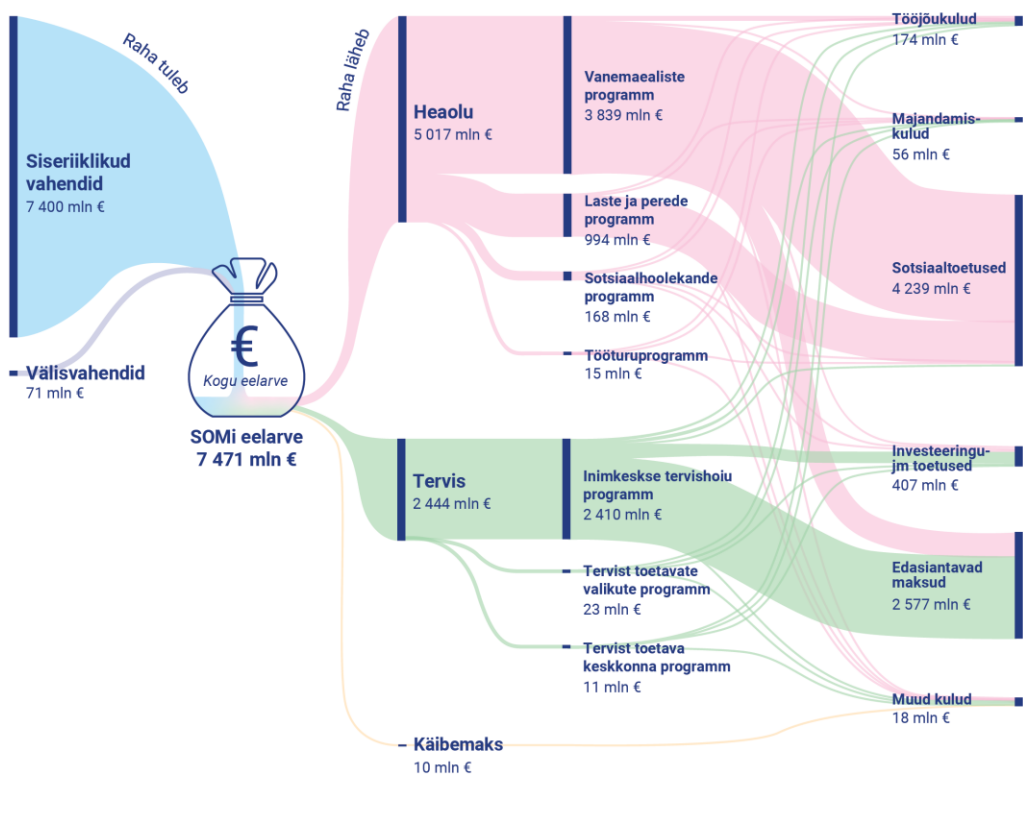 Raha tuleb
Siseriiklikud
vahendid
7 400 mln €
Välisvahendid
71 mln €
€
Kogu eelarve
SOMi eelarve
7 471 mln €
Raha läheb
Heaolu
5 017 mln €
Tervis
2 444 mln €
Käibemaks
10 mln €
Vanemaealiste
programm
3 839 mln €
Laste ja perede
programm
994 mln €
Sotsiaalhoolekande
programm
168 mln €
Tööturuprogramm
15 mln €
Inimkeskse tervishoiu
programm
2 410 mln €
Tervist toetavate
valikute programm
23 mln €
Tervist toetava
keskkonna programm
11 mln €
Tööjõukulud
174 mln €
Majandamis-
kulud
56 mln €
Sotsiaaltoetused
4 239 mln €
Investeeringu-
jm toetused
407 mln €
Edasiantavad
maksud
2 577 mln €
Muud kulud
18 mln €